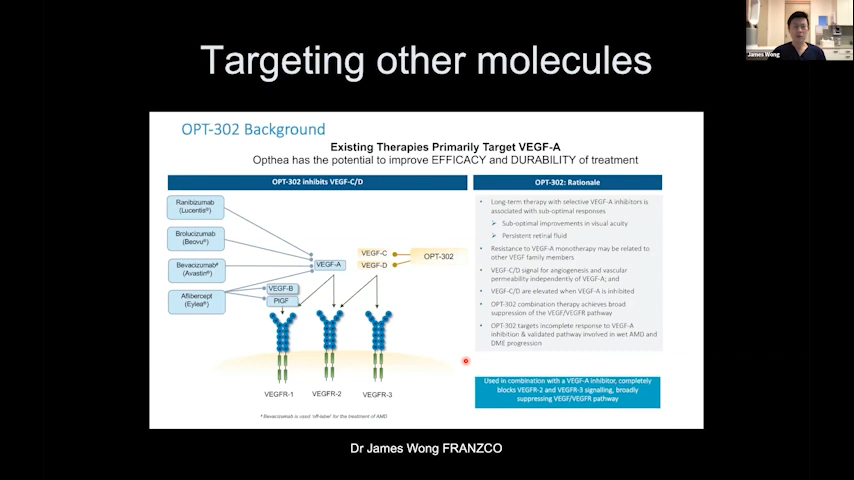 Targeting other molecules
James Wong
OPT-302 Background
Existing Therapies Primarily Target VEGF-A
Opthea has the potential to improve EFFICACY and DURABILITY of treatment
OPT-302 inhibits VEGF-C/D
Ranibizumab
(Lucentis®)
Brolucizumab
(Beovu®)
Bevacizumab#
(Avastin®)
Aflibercept
(Eylea®)
VEGF-A
VEGF-B
PlGF
VEGF-C
VEGF-D
OPT-302
VEGFR-1
VEGFR-2
VEGFR-3
# Bevacizumab is used 'off-label' for the treatment of AMD
OPT-302: Rationale
• Long-term therapy with selective VEGF-A inhibitors is
associated with sub-optimal responses
➢ Sub-optimal improvements in visual acuity
➢ Persistent retinal fluid
• Resistance to VEGF-A monotherapy may be related to
other VEGF family members
• VEGF-C/D signal for angiogenesis and vascular
permeability independently of VEGF-A; and
• VEGF-C/D are elevated when VEGF-A is inhibited
• OPT-302 combination therapy achieves broad
suppression of the VEGF/VEGFR pathway
• OPT-302 targets incomplete response to VEGF-A
inhibition & validated pathway involved in wet AMD and
DME progression
Used in combination with a VEGF-A inhibitor, completely
blocks VEGFR-2 and VEGFR-3 signalling, broadly
suppressing VEGF/VEGFR pathway
Dr James Wong FRANZCO